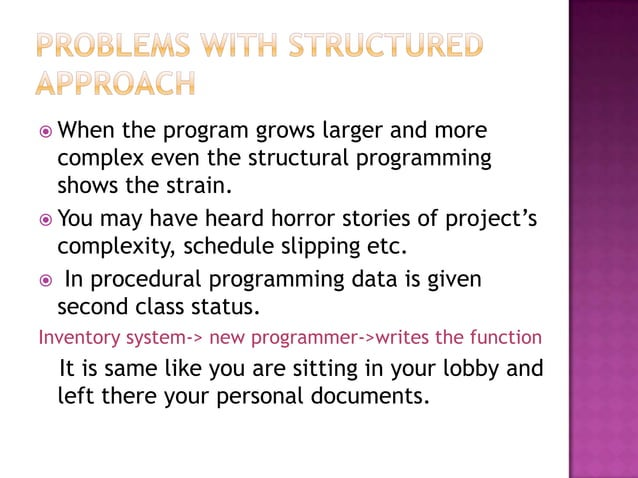 PROBLEMS WITH STRUCTURED
APPROACH
When the program grows larger and more
complex even the structural programming
shows the strain.
You may have heard horror stories of project’s
complexity, schedule slipping etc.
In procedural programming data is given
second class status.
Inventory system-> new programmer->writes the function
It is same like you are sitting in your lobby and
left there your personal documents.